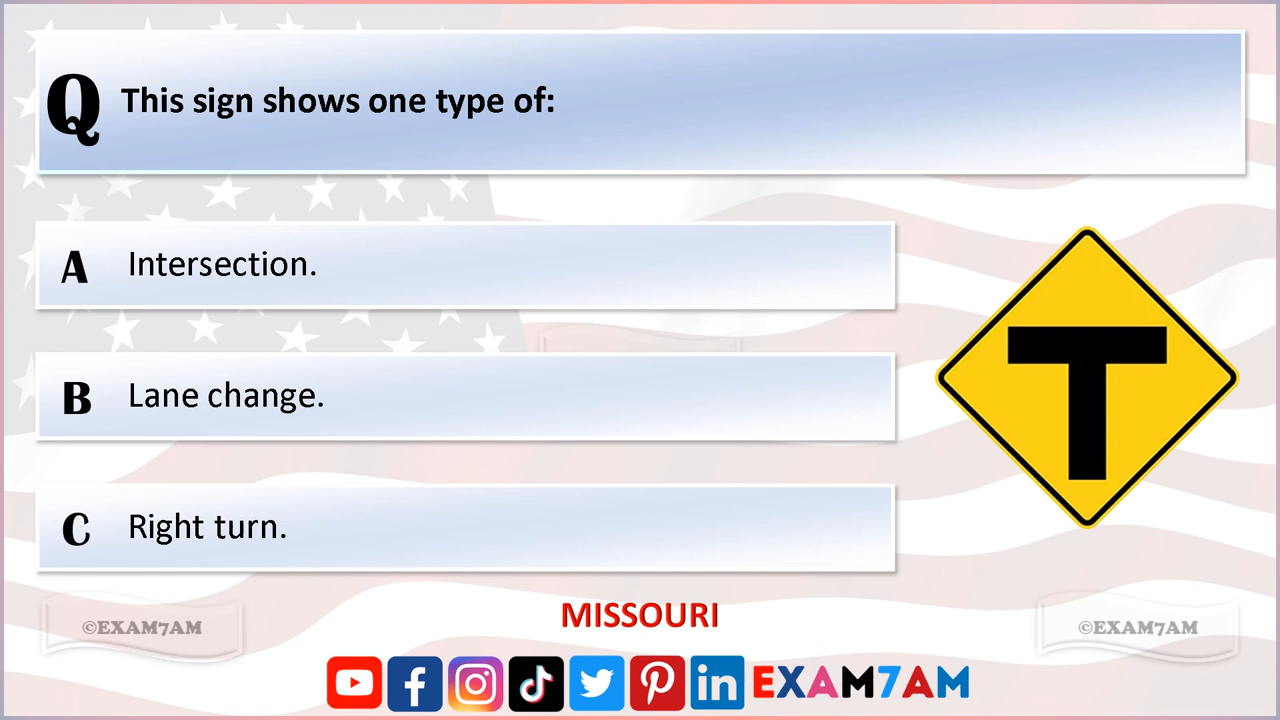 Q This sign shows one type of:
A Intersection.
B Lane change.
C Right turn.
T
MISSOURI
©EXAM7AM
©EXAM7AM
EXAM7AM